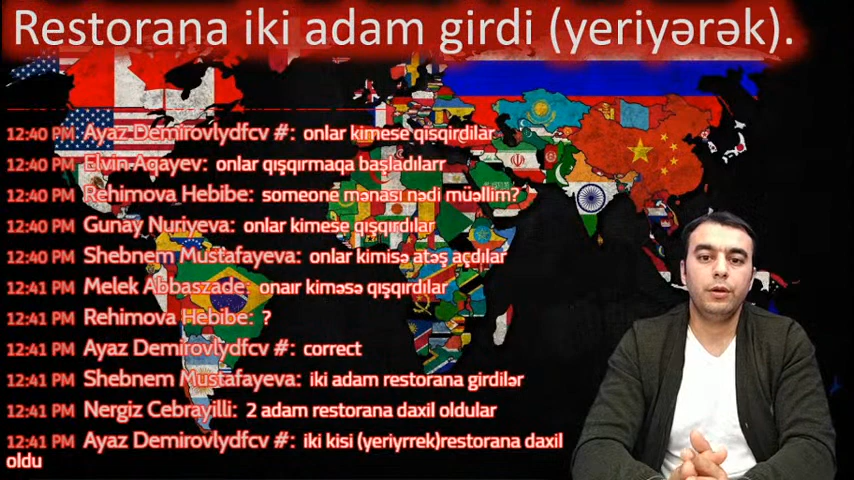 Restorana iki adam girdi (yeriyərək).
12:40 PM Ayaz Demirovlydfcv #: onlar kimese qisqirdilar
12:40 PM Elvin Aqayev: onlar qışqırmaqa başladılarr
12:40 PM Rehimova Hebibe: someone mənası nədi müəllim?
12:40 PM Gunay Nuriyeva: onlar kimese qışqırdılar
12:40 PM Shebnem Mustafayeva: onlar kimisə atəş açdılar
12:41 PM Melek Abbaszade: onaır kiməsə qışqırdılar
12:41 PM Rehimova Hebibe: ?
12:41 PM Ayaz Demirovlydfcv #: correct
12:41 PM Shebnem Mustafayeva: iki adam restorana girdilər
12:41 PM Nergiz Cebrayilli: 2 adam restorana daxil oldular
12:41 PM Ayaz Demirovlydfcv #: iki kisi (yeriyrrek)restorana daxil
oldu